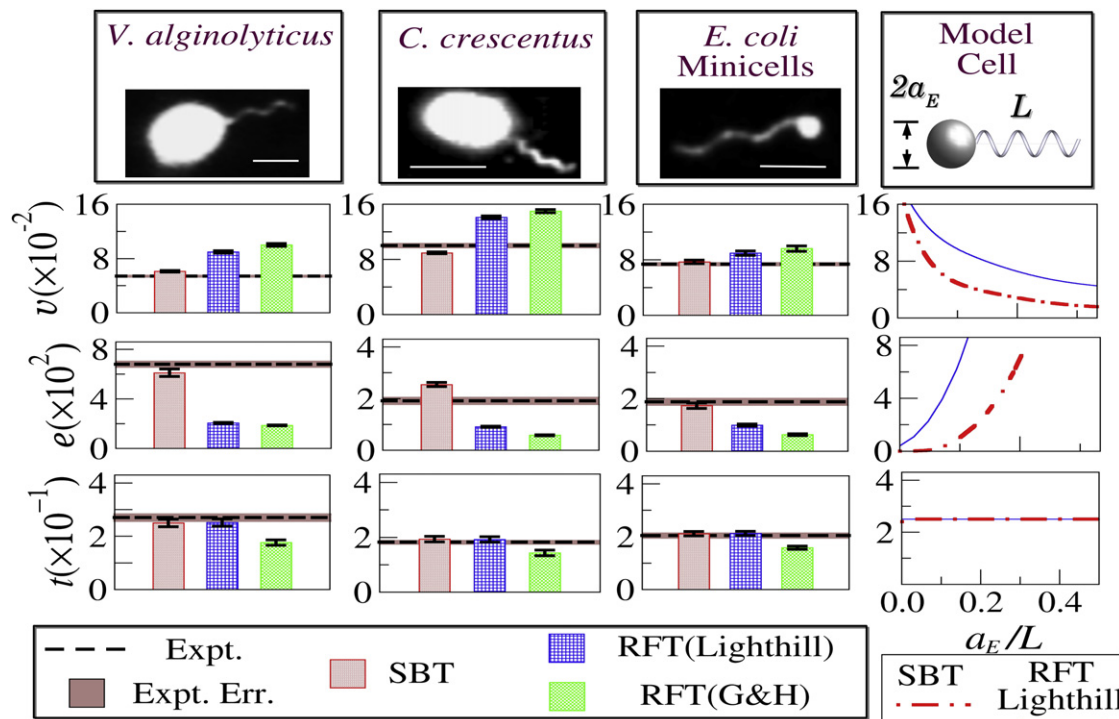 V. alginolyticus
C. crescentus
E. coli
Minicells
Model
Cell
2a_E
L
v(×10⁻²)
16
8
0
16
8
0
16
8
0
16
8
0
e(×10²)
8
4
0
4
2
0
4
2
0
8
4
0
t(×10⁻¹)
4
2
0
4
2
0
4
2
0
4
2
0.0 0.2 0.4
a_E/L
Expt.
Expt. Err.
SBT
RFT(Lighthill)
RFT(G&H)
SBT RFT
Lighthill